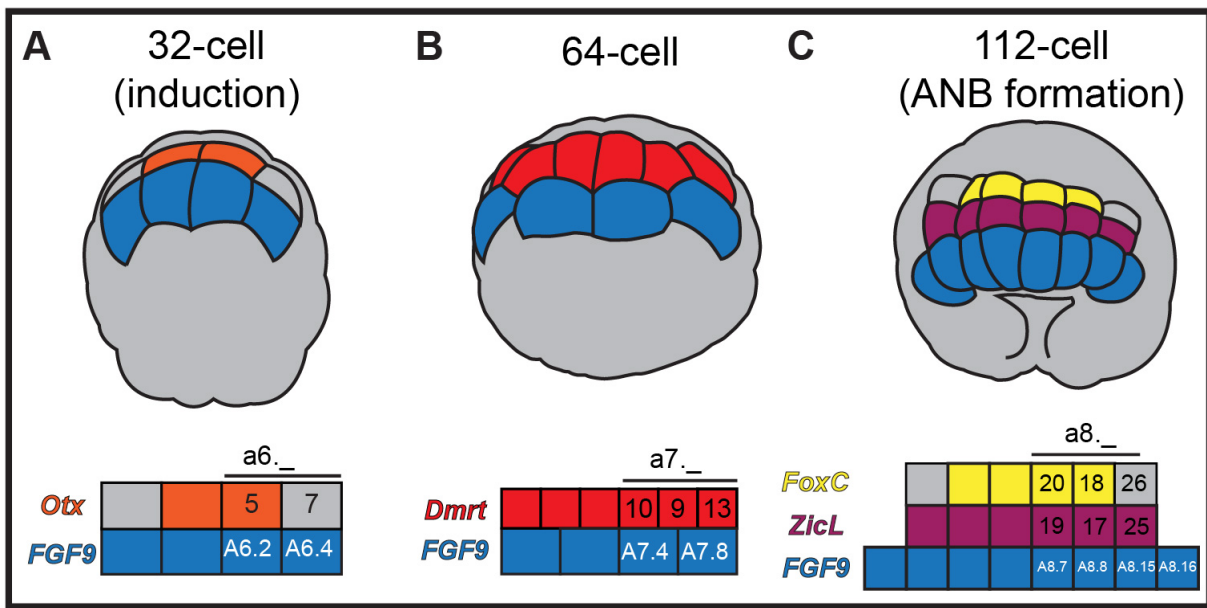 A
32-cell
(induction)
B
64-cell
C
112-cell
(ANB formation)
a6._
Otx
5
7
FGF9
A6.2
A6.4
a7._
Dmrt
10
9
13
FGF9
A7.4
A7.8
a8._
FoxC
20
18
26
ZicL
19
17
25
FGF9
A8.7
A8.8
A8.15
A8.16